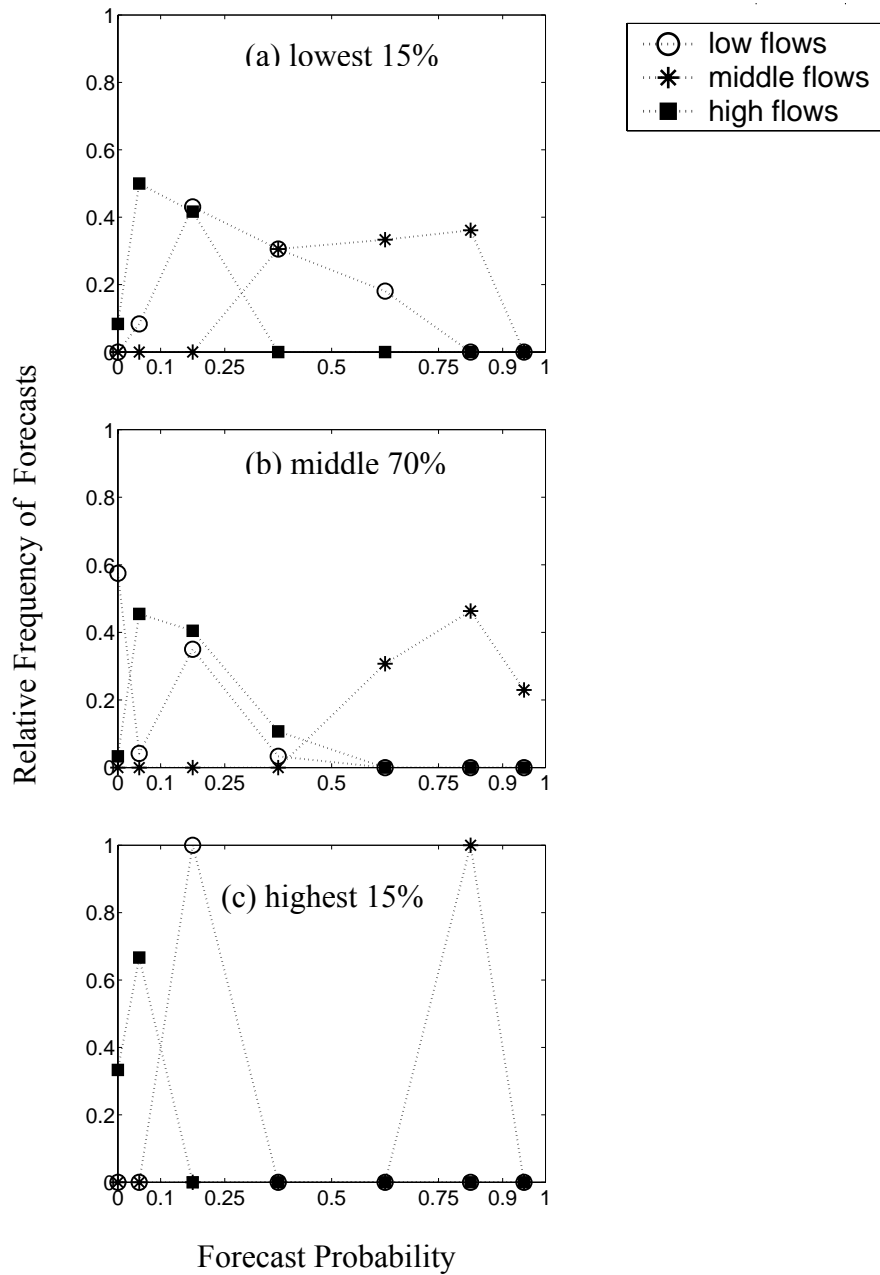 low flows
middle flows
high flows
Relative Frequency of Forecasts
(a) lowest 15%
1
0.8
0.6
0.4
0.2
0
0 0.1 0.25 0.5 0.75 0.9 1
(b) middle 70%
1
0.8
0.6
0.4
0.2
0
0 0.1 0.25 0.5 0.75 0.9 1
(c) highest 15%
1
0.8
0.6
0.4
0.2
0
0 0.1 0.25 0.5 0.75 0.9 1
Forecast Probability